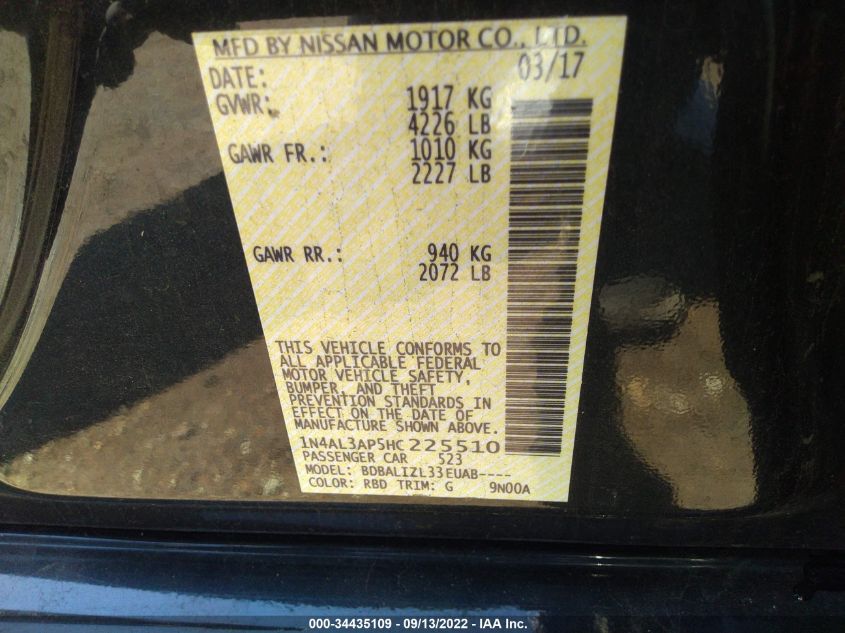 MFD BY NISSAN MOTOR CO., LTD.
DATE: 03/17
GVWR: 1917 KG
4226 LB
GAWR FR.: 1010 KG
2227 LB
GAWR RR.: 940 KG
2072 LB
THIS VEHICLE CONFORMS TO
ALL APPLICABLE FEDERAL
MOTOR VEHICLE SAFETY,
BUMPER, AND THEFT
PREVENTION STANDARDS IN
EFFECT ON THE DATE OF
MANUFACTURE SHOWN ABOVE.
1N4AL3AP5HC225510
PASSENGER CAR 523
MODEL: BDBALIZL33EUAB----
COLOR: RBD TRIM: G 9N00A
000-34435109 - 09/13/2022 - IAA Inc.